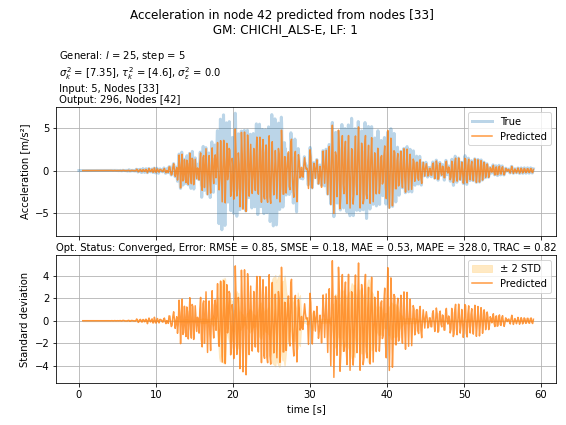 Acceleration in node 42 predicted from nodes [33]
GM: CHICHI_ALS-E, LF: 1
General: l = 25, step = 5
σ²ₖ = [7.35], τ²ₖ = [4.6], σ²ε = 0.0
Input: 5, Nodes [33]
Output: 296, Nodes [42]
True
Predicted
Acceleration [m/s²]
5
0
−5
Opt. Status: Converged, Error: RMSE = 0.85, SMSE = 0.18, MAE = 0.53, MAPE = 328.0, TRAC = 0.82
± 2 STD
Predicted
Standard deviation
4
2
0
−2
−4
0 10 20 30 40 50 60
time [s]